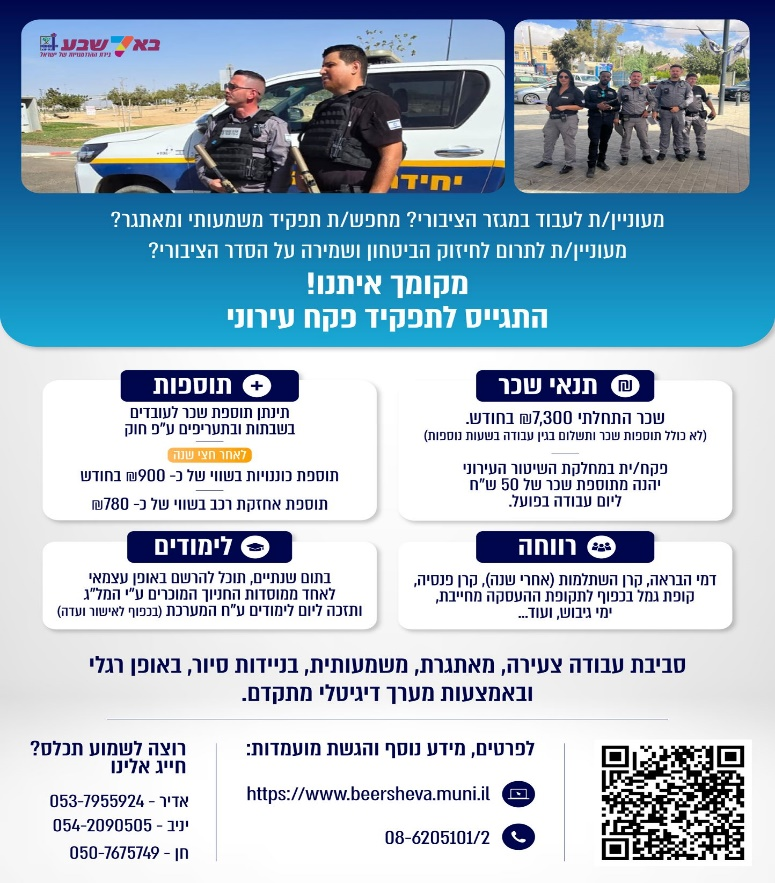 באר שבע
בירת ההזדמנויות של ישראל
יחיד
מעוניין/ת לעבוד במגזר הציבורי? מחפש/ת תפקיד משמעותי ומאתגר?
מעוניין/ת לתרום לחיזוק הביטחון ושמירה על הסדר הציבורי?
מקומך איתנו!
התגייס לתפקיד פקח עירוני
תנאי שכר
שכר התחלתי 7,300₪ בחודש.
(לא כולל תוספות שכר ותשלום בגין עבודה בשעות נוספות)
פקח/ית במחלקת השיטור העירוני
יהנה מתוספת שכר של 50 ש"ח
ליום עבודה בפועל.
תוספות
תינתן תוספת שכר לעובדים
בשבתות ובתעריפים ע"פ חוק
לאחר חצי שנה
תוספת כוננויות בשווי של כ- 900₪ בחודש
תוספת אחזקת רכב בשווי של כ- 780₪
רווחה
דמי הבראה, קרן השתלמות (אחרי שנה), קרן פנסיה,
קופת גמל בכפוף לתקופת ההעסקה מחייבת,
ימי גיבוש, ועוד...
לימודים
בתום שנתיים, תוכל להרשם באופן עצמאי
לאחד ממוסדות החניוך המוכרים ע"י המל"ג
ותזכה ליום לימודים ע"ח המערכת (בכפוף לאישור ועדה)
סביבת עבודה צעירה, מאתגרת, משמעותית, בניידות סיור, באופן רגלי
ובאמצעות מערך דיגיטלי מתקדם.
לפרטים, מידע נוסף והגשת מועמדות:
https://www.beersheva.muni.il
08-6205101/2
רוצה לשמוע תכלס?
חייג אלינו
אדיר - 053-7955924
יניב - 054-2090505
חן - 050-7675749